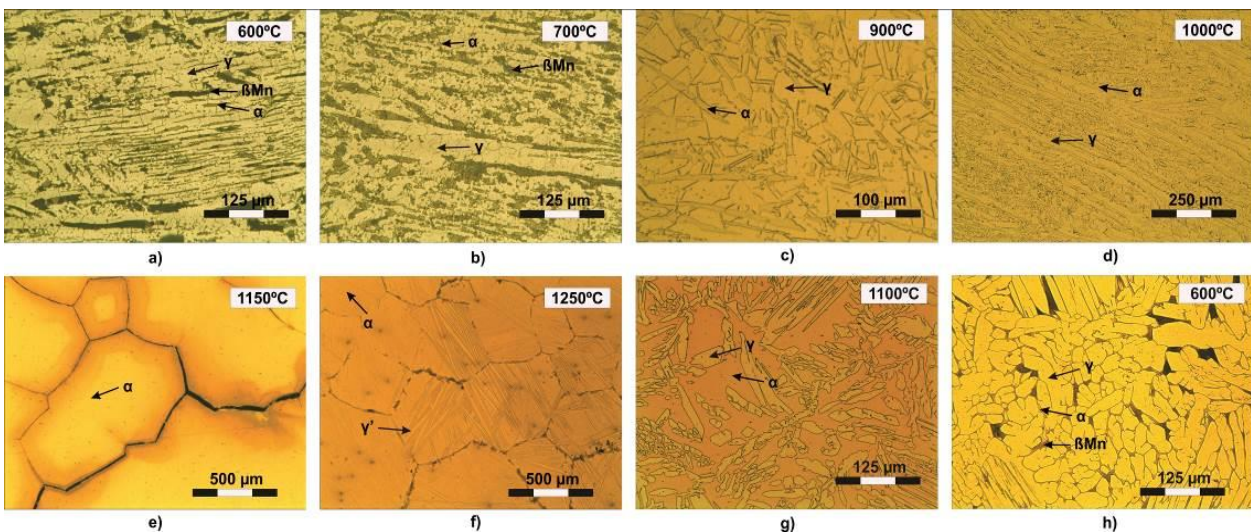 600ºC
γ
ßMn
α
125 µm
a)
700ºC
α
ßMn
γ
125 µm
b)
900ºC
γ
α
100 µm
c)
1000ºC
α
γ
250 µm
d)
1150ºC
α
500 µm
e)
1250ºC
α
γ'
500 µm
f)
1100ºC
γ
α
125 µm
g)
600ºC
γ
α
ßMn
125 µm
h)